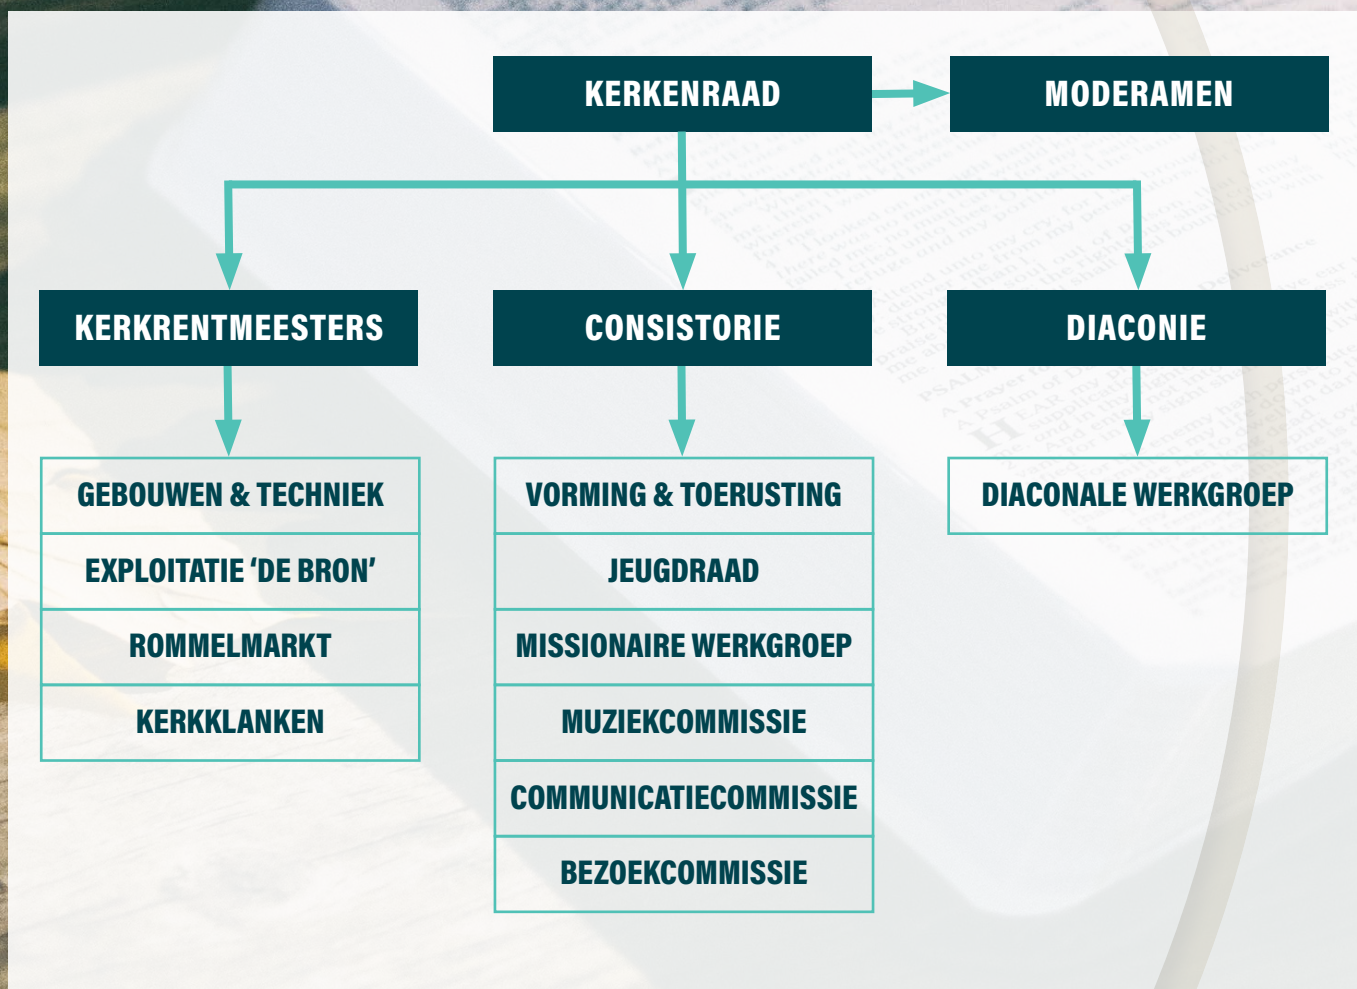 KERKENRAAD
MODERAMEN
KERKRENTMEESTERS
CONSISTORIE
DIACONIE
GEBOUWEN & TECHNIEK
EXPLOITATIE ‘DE BRON’
ROMMELMARKT
KERKKLANKEN
VORMING & TOERUSTING
JEUGDRAAD
MISSIONAIRE WERKGROEP
MUZIEKCOMMISSIE
COMMUNICATIECOMMISSIE
BEZOEKCOMMISSIE
DIACONALE WERKGROEP